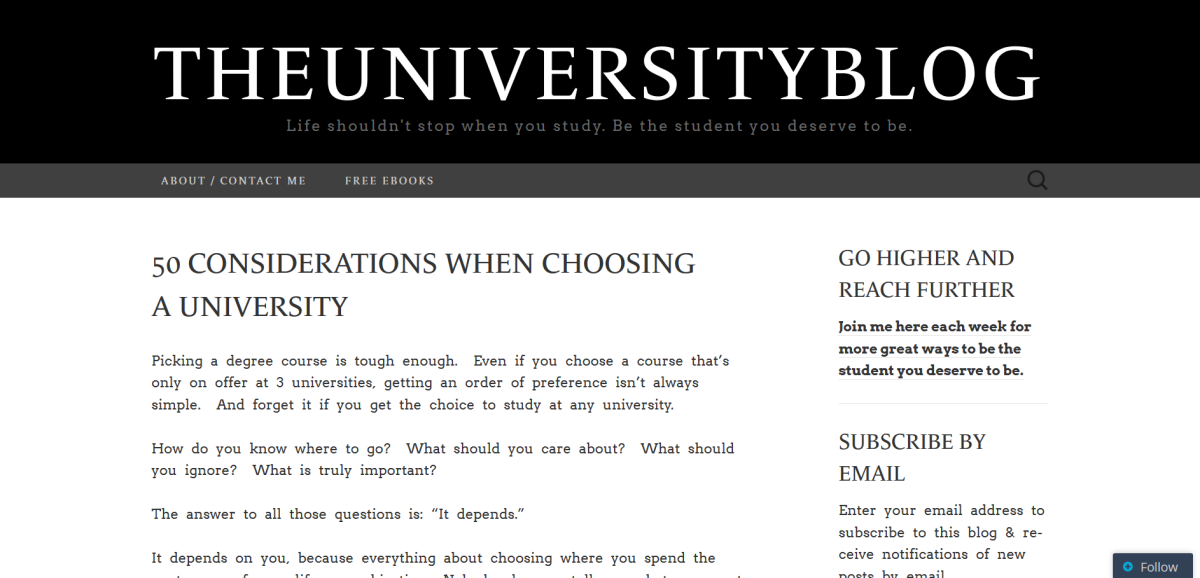 THEUNIVERSITYBLOG
Life shouldn't stop when you study. Be the student you deserve to be.
ABOUT / CONTACT ME
FREE EBOOKS
50 CONSIDERATIONS WHEN CHOOSING
A UNIVERSITY
Picking a degree course is tough enough. Even if you choose a course that’s
only on offer at 3 universities, getting an order of preference isn’t always
simple. And forget it if you get the choice to study at any university.
How do you know where to go? What should you care about? What should
you ignore? What is truly important?
The answer to all those questions is: “It depends.”
It depends on you, because everything about choosing where you spend the
GO HIGHER AND
REACH FURTHER
Join me here each week for
more great ways to be the
student you deserve to be.
SUBSCRIBE BY
EMAIL
Enter your email address to
subscribe to this blog & re-
ceive notifications of new
posts by email.
Follow